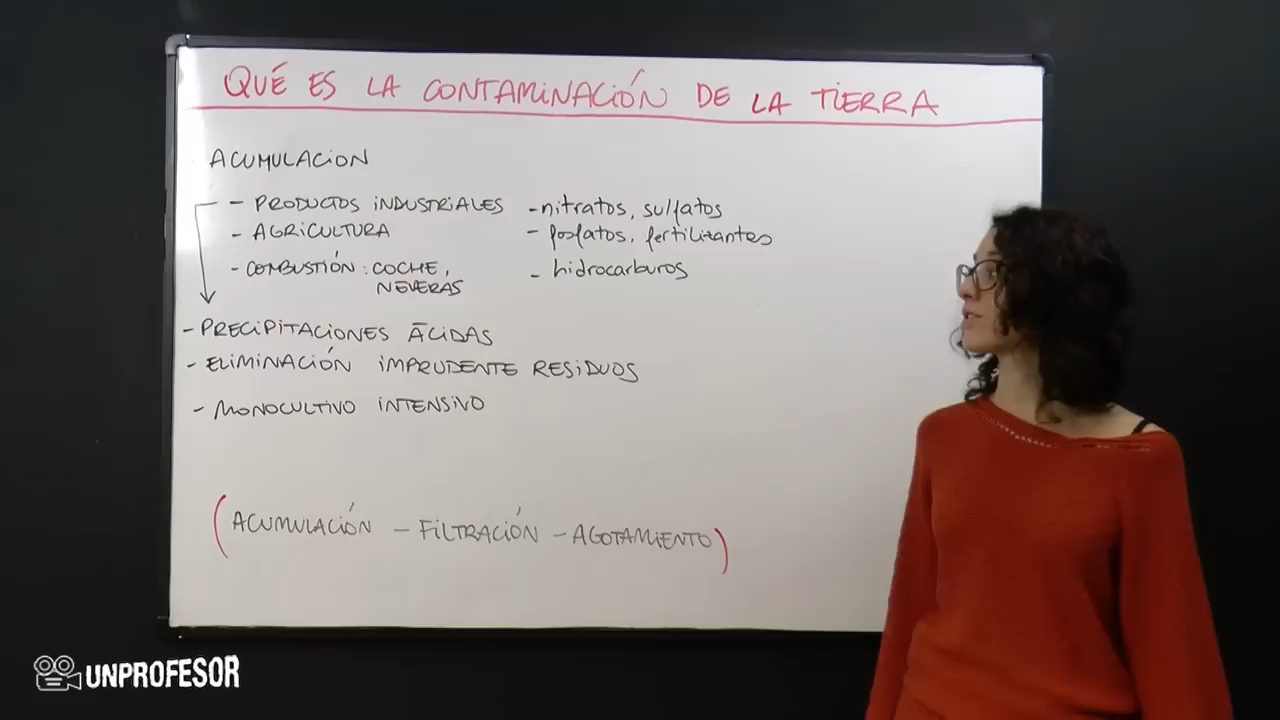 QUÉ ES LA CONTAMINACIÓN DE LA TIERRA
ACUMULACION
- PRODUCTOS INDUSTRIALES - nitratos, sulfatos
- AGRICULTURA - fosfatos, fertilizantes
- COMBUSTIÓN : COCHE, - hidrocarburos
NEVERAS
- PRECIPITACIONES ÁCIDAS
- ELIMINACIÓN IMPRUDENTE RESIDUOS
- MONOCULTIVO INTENSIVO
(ACUMULACIÓN - FILTRACIÓN - AGOTAMIENTO)
UNPROFESOR